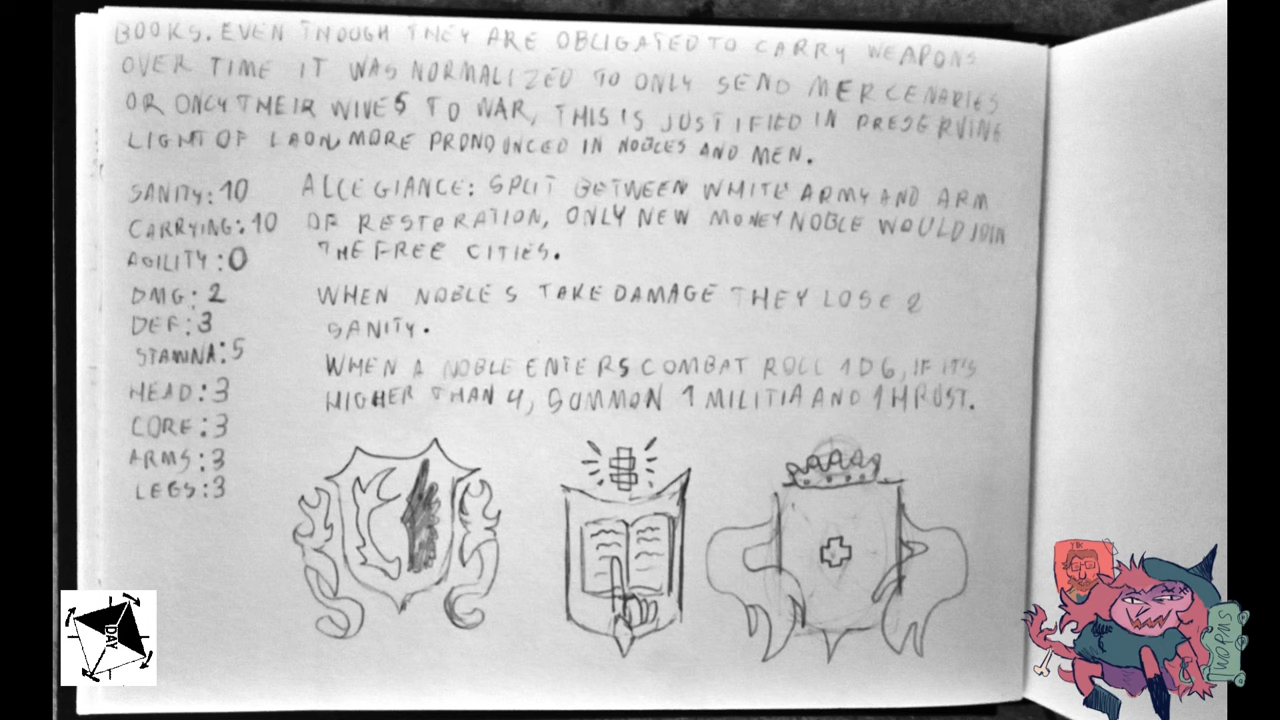 BOOKS. EVEN THOUGH THEY ARE OBLIGATED TO CARRY WEAPONS
OVER TIME IT WAS NORMALIZED TO ONLY SEND MERCENARIES
OR ONLY THEIR WIVES TO WAR, THIS IS JUSTIFIED IN PRESERVING
LIGHT OF LAON MORE PRONOUNCED IN NOBLES AND MEN.
SANITY: 10
CARRYING: 10
AGILITY: 0
DMG: 2
DEF: 3
STAMNA: 5
HEAD: 3
CORE: 3
ARMS: 3
LEGS: 3
ALLEGIANCE: SPLIT BETWEEN WHITE ARMY AND ARM
OF RESTORATION, ONLY NEW MONEY NOBLE WOULD JOIN
THE FREE CITIES.
WHEN NOBLES TAKE DAMAGE THEY LOSE 2
SANITY.
WHEN A NOBLE ENTERS COMBAT ROLL 1D6, IF IT'S
HIGHER THAN 4, SUMMON 1 MILITIA AND 1 HRUST.
DAY
YBK
WORMS